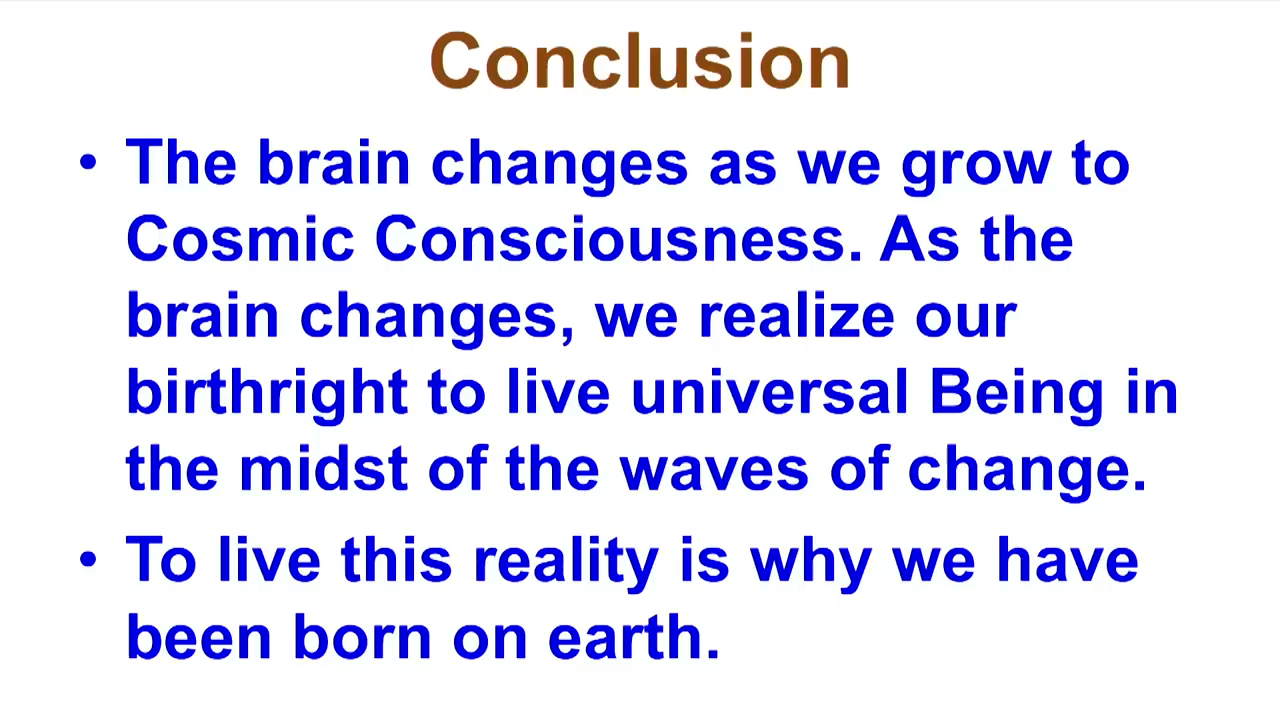 Conclusion
• The brain changes as we grow to
Cosmic Consciousness. As the
brain changes, we realize our
birthright to live universal Being in
the midst of the waves of change.
• To live this reality is why we have
been born on earth.